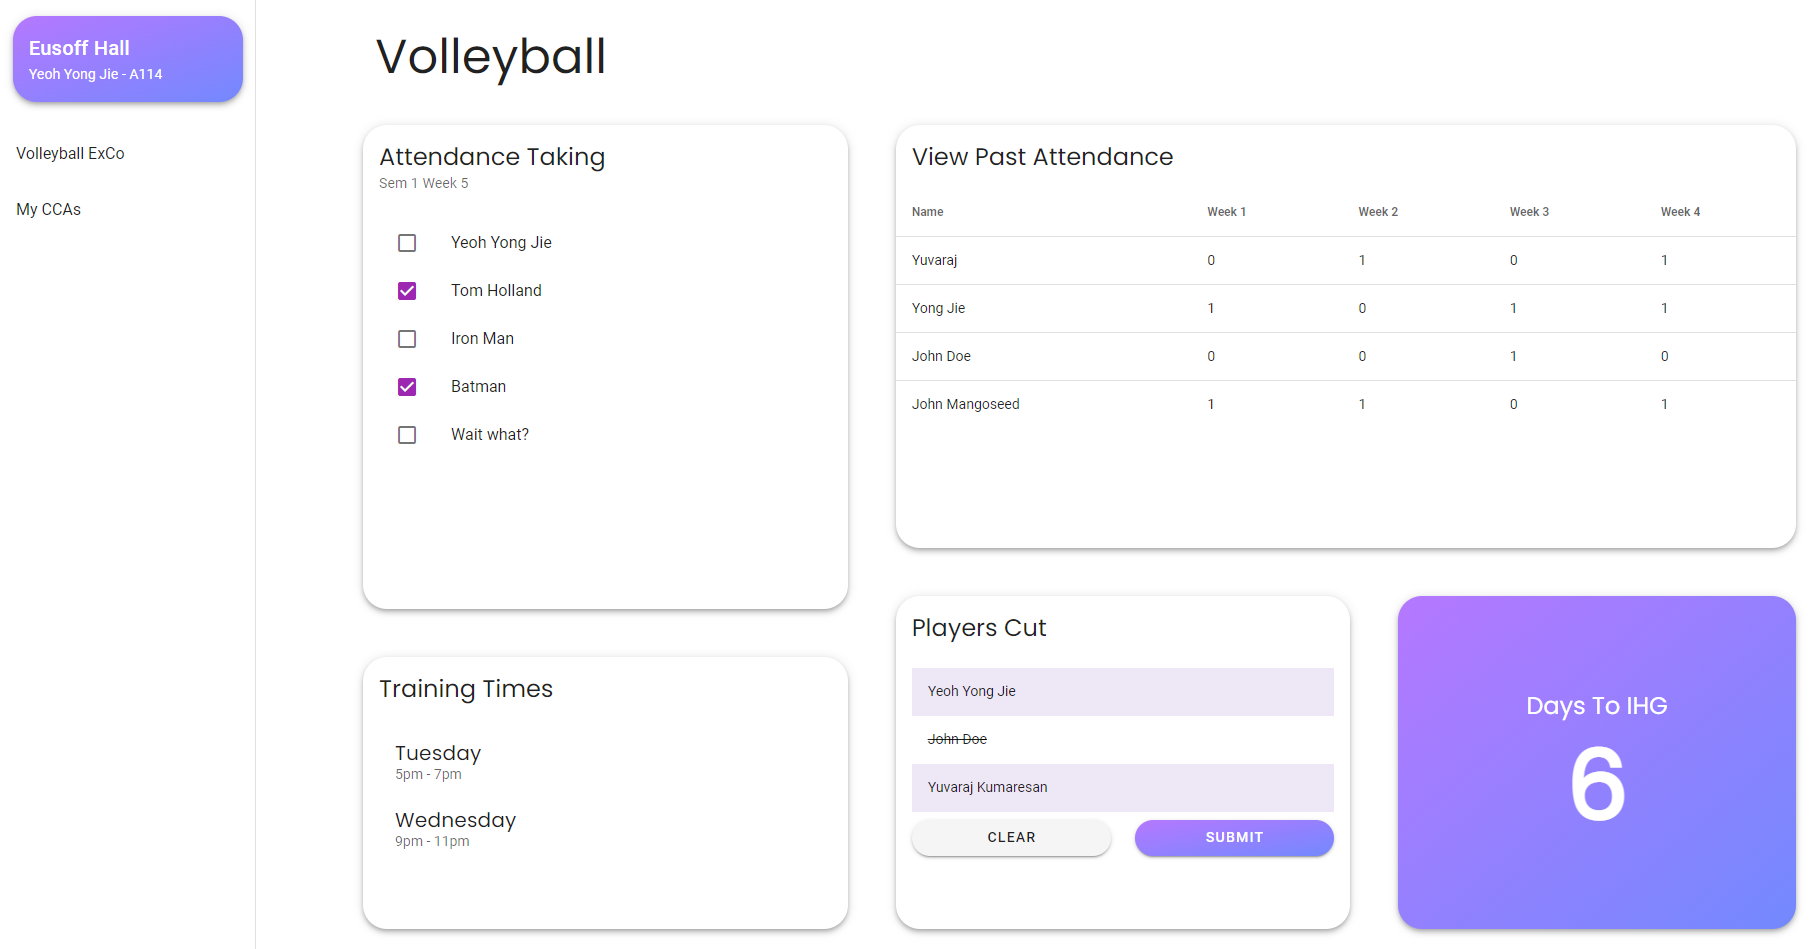 Eusoff Hall
Yeoh Yong Jie - A114
Volleyball ExCo
My CCAs
Volleyball
Attendance Taking
Sem 1 Week 5
Yeoh Yong Jie
Tom Holland
Iron Man
Batman
Wait what?
Training Times
Tuesday
5pm - 7pm
Wednesday
9pm - 11pm
View Past Attendance
Name Week 1 Week 2 Week 3 Week 4
Yuvaraj 0 1 0 1
Yong Jie 1 0 1 1
John Doe 0 0 1 0
John Mangoseed 1 1 0 1
Players Cut
Yeoh Yong Jie
John Doe
Yuvaraj Kumaresan
CLEAR SUBMIT
Days To IHG
6